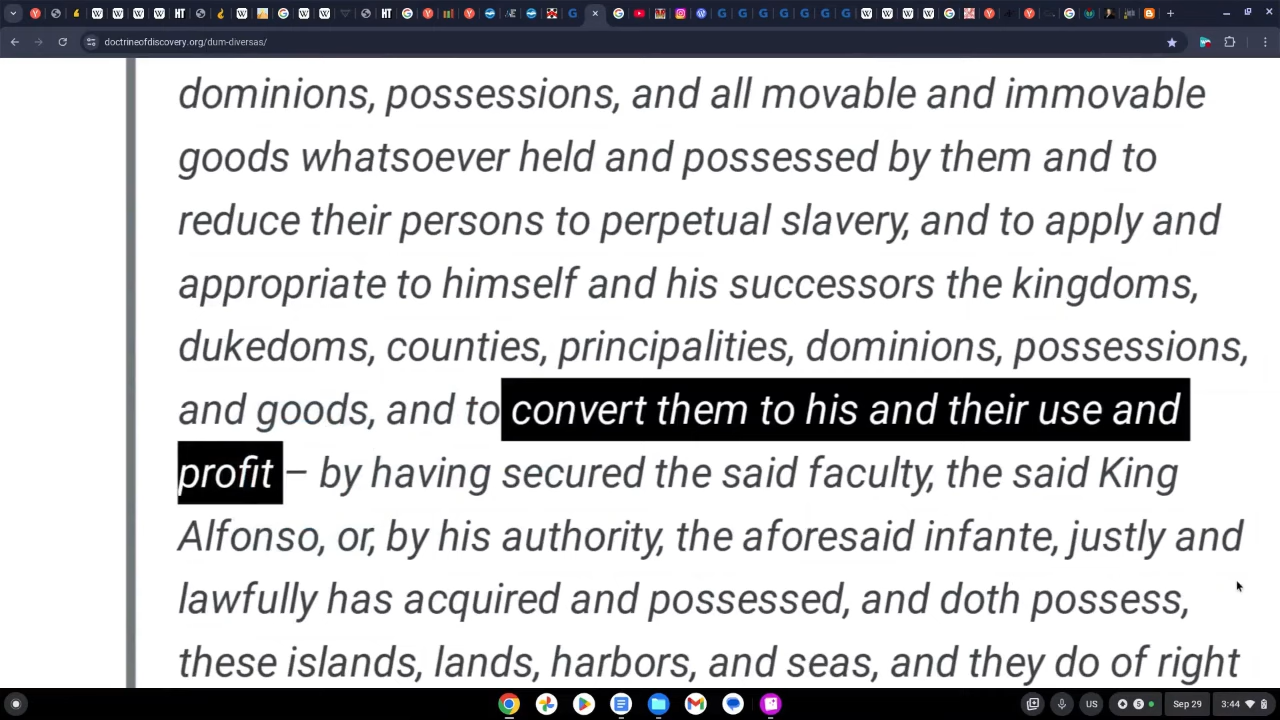 doctrineofdiscovery.org/dum-diversas/
dominions, possessions, and all movable and immovable
goods whatsoever held and possessed by them and to
reduce their persons to perpetual slavery, and to apply and
appropriate to himself and his successors the kingdoms,
dukedoms, counties, principalities, dominions, possessions,
and goods, and to convert them to his and their use and
profit – by having secured the said faculty, the said King
Alfonso, or, by his authority, the aforesaid infante, justly and
lawfully has acquired and possessed, and doth possess,
these islands, lands, harbors, and seas, and they do of right
US
5
Sep 29
3:44